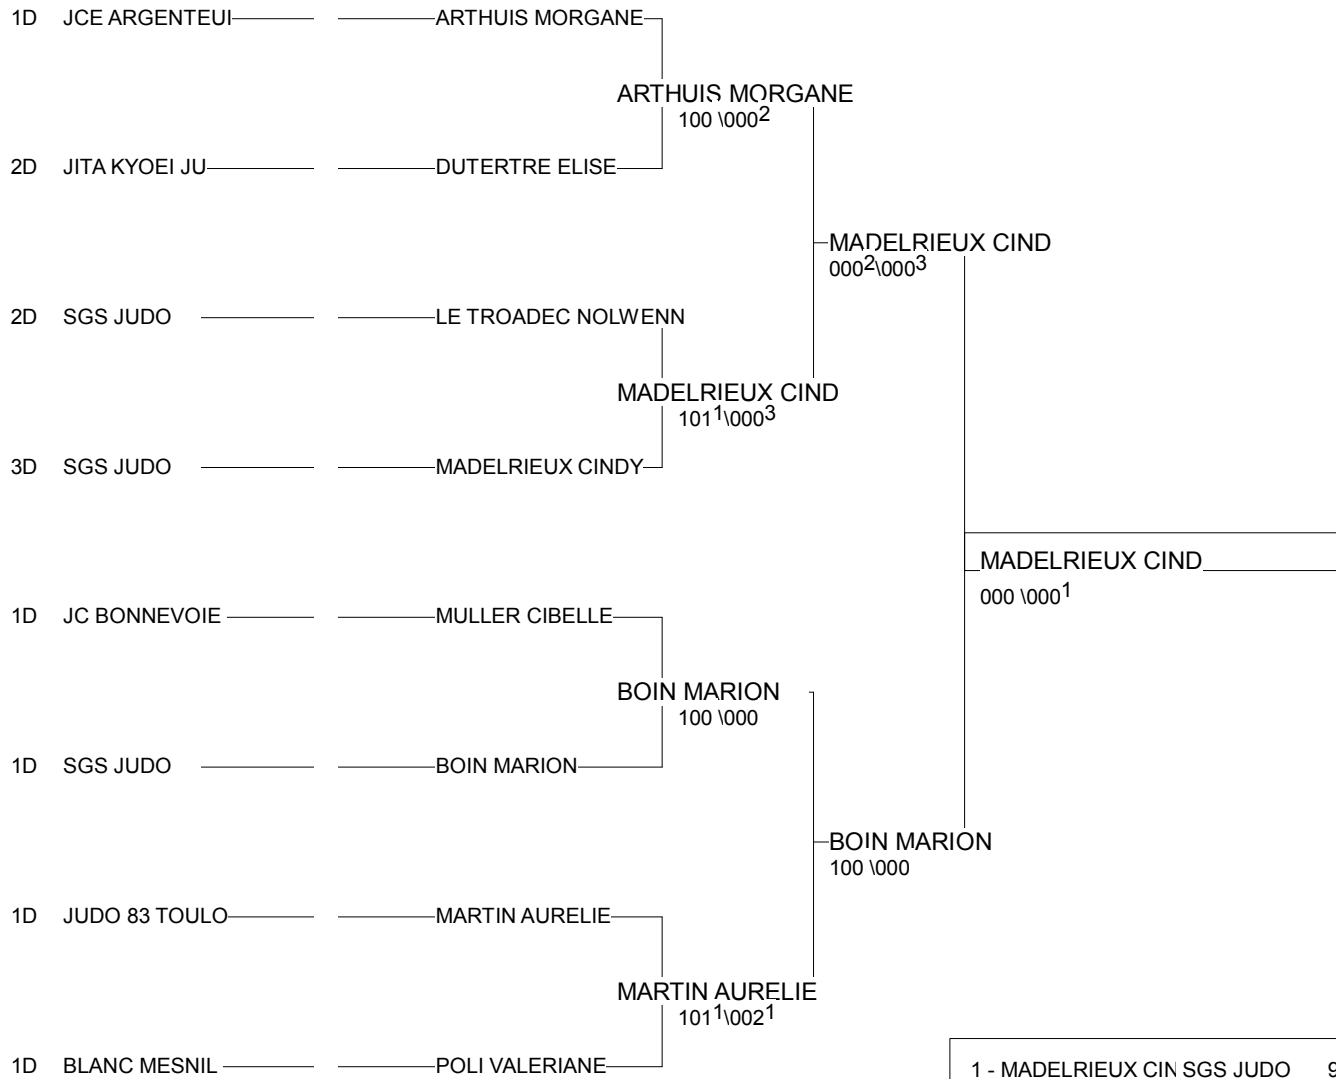 1D JCE ARGENTEUI ARTHUIS MORGANE
ARTHUIS MORGANE
100 \000²
2D JITA KYOEI JU DUTERTRE ELISE
MADELRIEUX CIND
000²\000³
2D SGS JUDO LE TROADEC NOLWENN
MADELRIEUX CIND
101¹\000³
3D SGS JUDO MADELRIEUX CINDY
MADELRIEUX CIND
000 \000¹
1D JC BONNEVOIE MULLER CIBELLE
BOIN MARION
100 \000
1D SGS JUDO BOIN MARION
BOIN MARION
100 \000
1D JUDO 83 TOULO MARTIN AURELIE
MARTIN AURELIE
101¹\002¹
1D BLANC MESNIL POLI VALERIANE
1 - MADELRIEUX CIN SGS JUDO 9